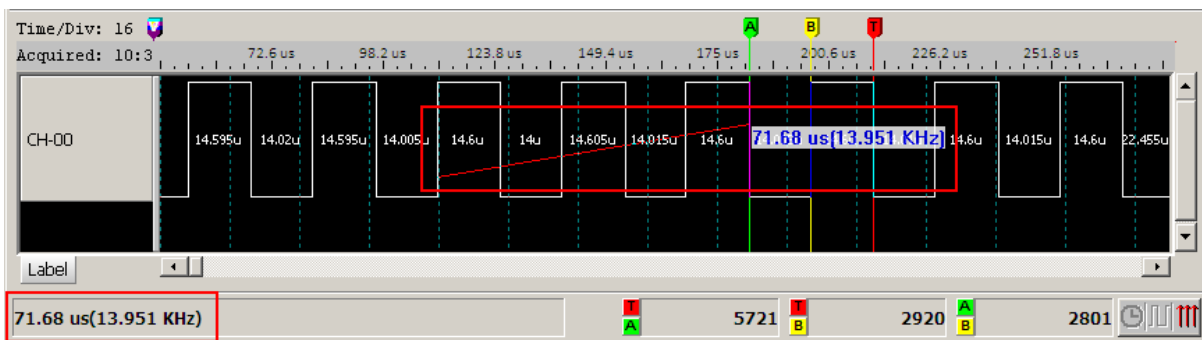 Time/Div: 16
A B T
Acquired: 10:3
72.6 us 98.2 us 123.8 us 149.4 us 175 us 200.6 us 226.2 us 251.8 us
CH-00
14.595u 14.02u 14.595u 14.005u 14.6u 14u 14.605u 14.015u 14.6u 71.68 us(13.951 KHz) 14.6u 14.015u 14.6u 22.455u
Label
71.68 us(13.951 KHz)
T A 5721 T B 2920 A B 2801